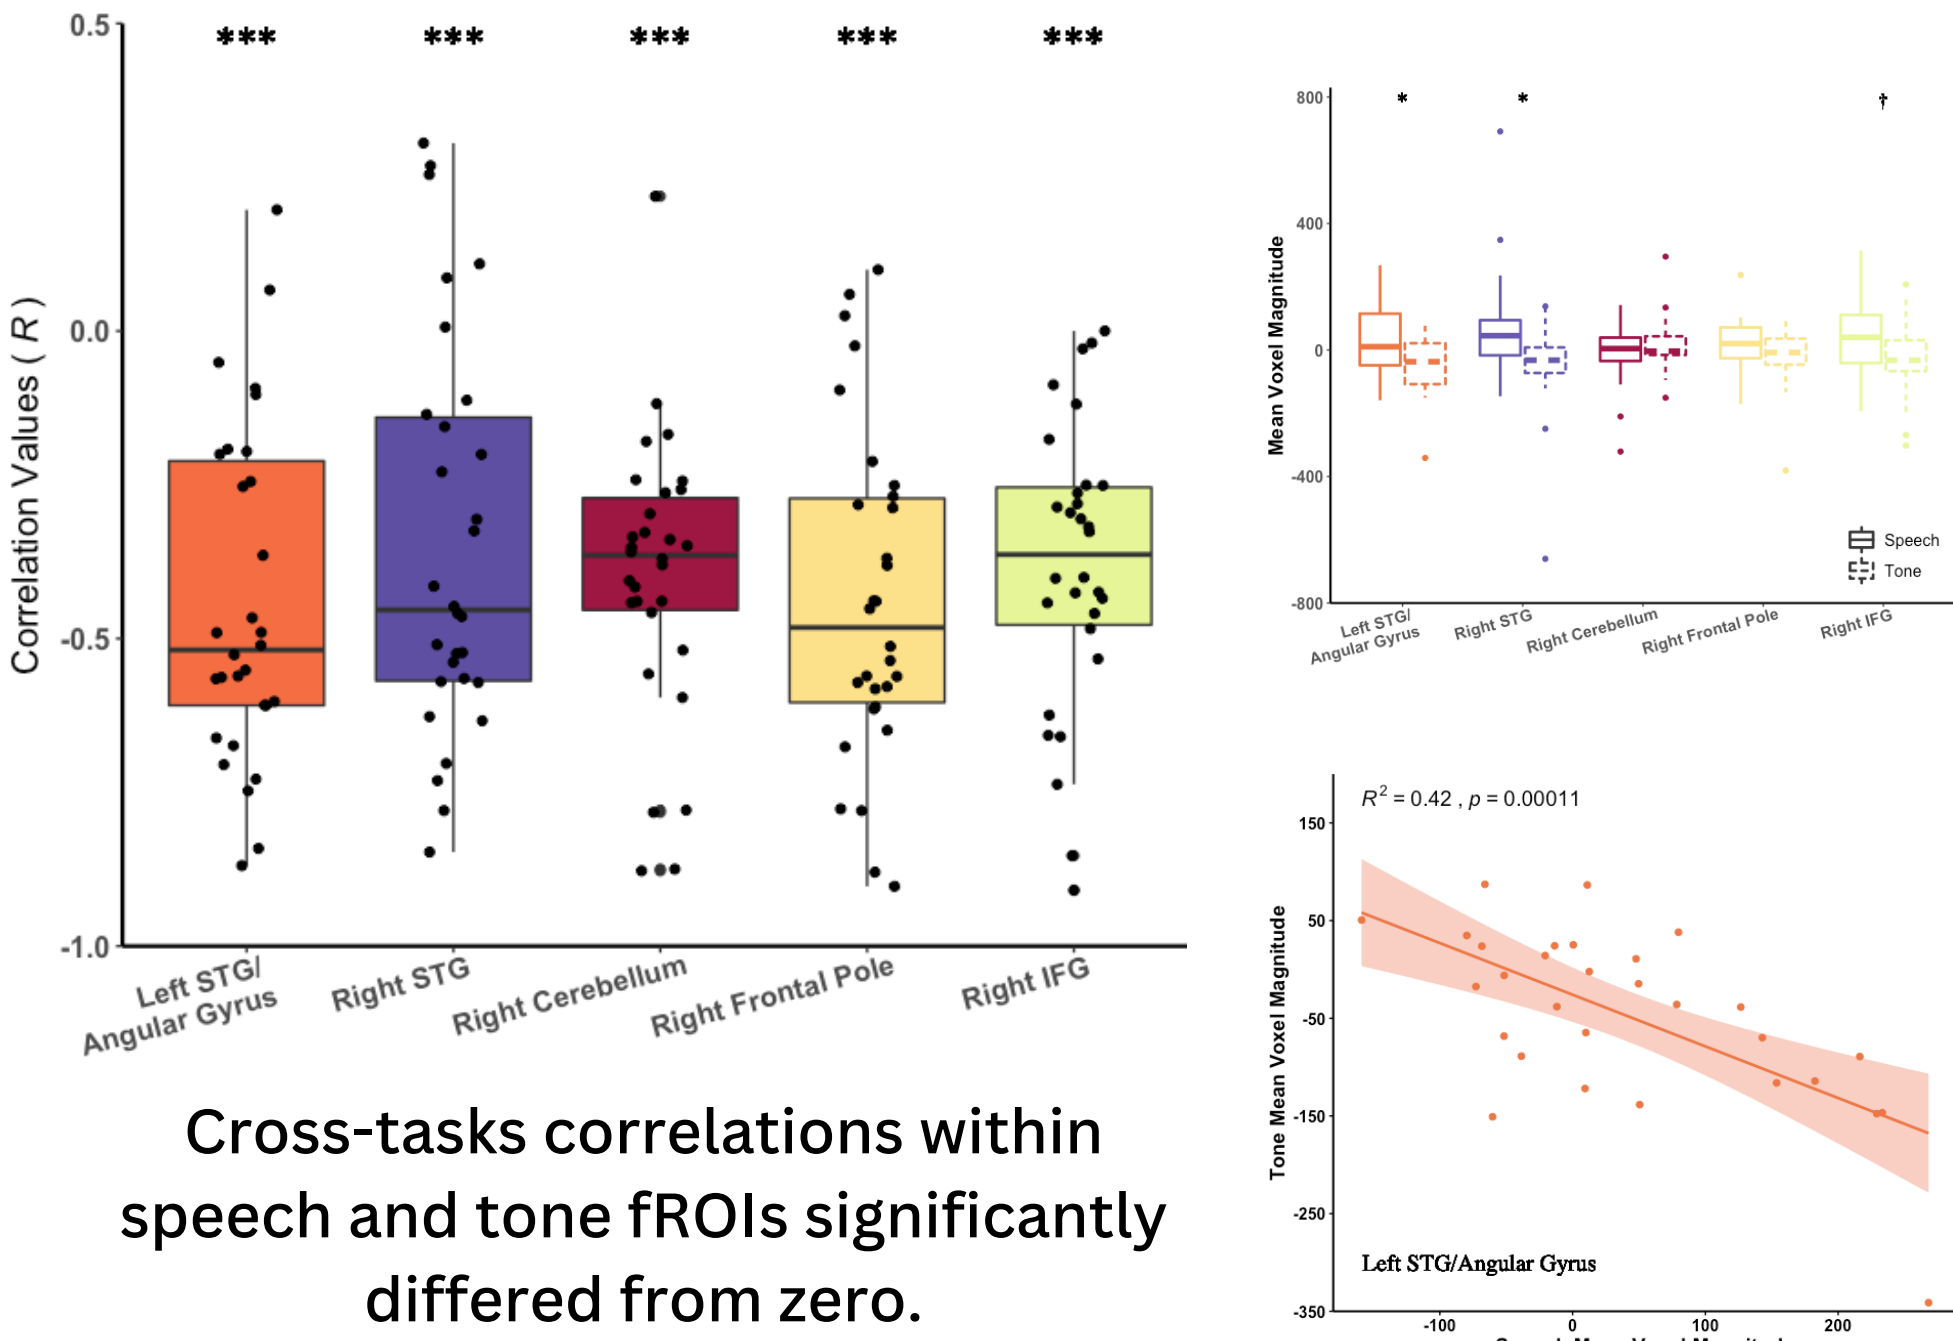 0.5
0.0
-0.5
-1.0
Correlation Values ( R )
*** *** *** *** ***
Left STG/
Angular Gyrus
Right STG
Right Cerebellum
Right Frontal Pole
Right IFG
Cross-tasks correlations within
speech and tone fROIs significantly
differed from zero.
800
400
0
-400
-800
Mean Voxel Magnitude
* * †
Speech
Tone
Left STG/
Angular Gyrus
Right STG
Right Cerebellum
Right Frontal Pole
Right IFG
R² = 0.42 , p = 0.00011
150
50
-50
-150
-250
-350
Tone Mean Voxel Magnitude
Left STG/Angular Gyrus
-100 0 100 200